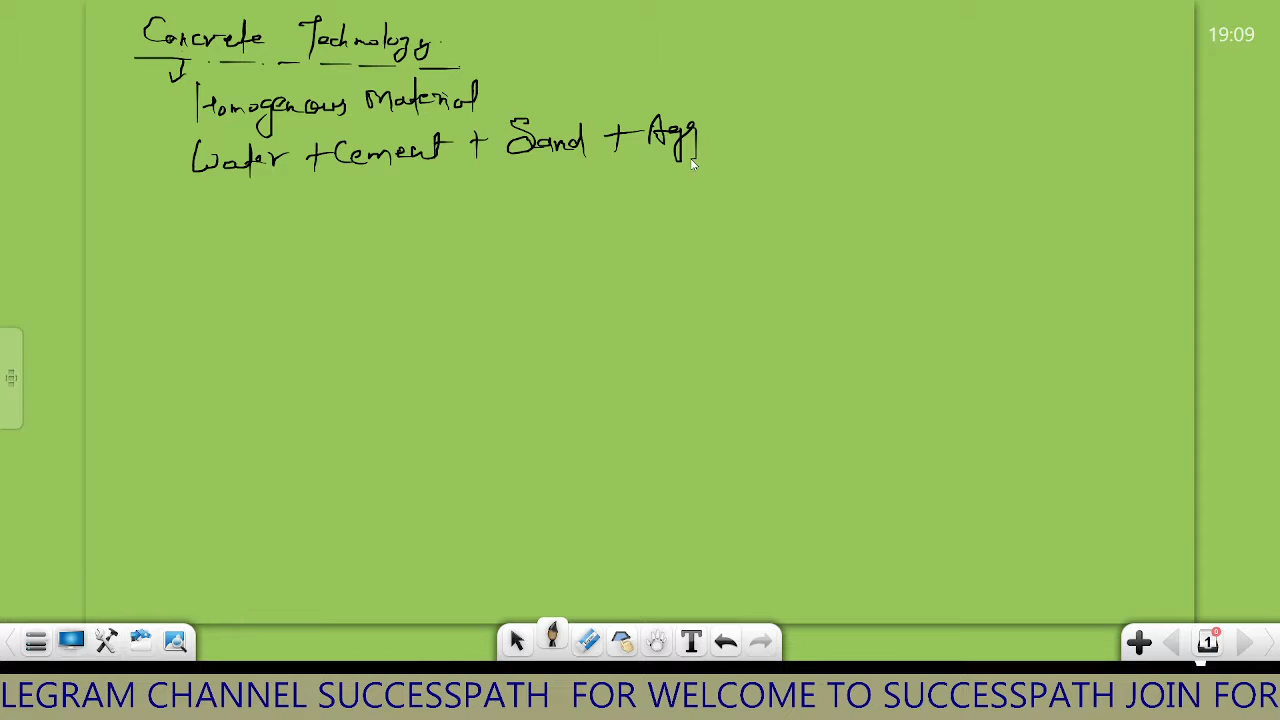 Concrete Technology
19:09
Homogenous Material
Water + Cement + Sand + Agg
T
1
LEGRAM CHANNEL SUCCESSPATH FOR WELCOME TO SUCCESSPATH JOIN FOR